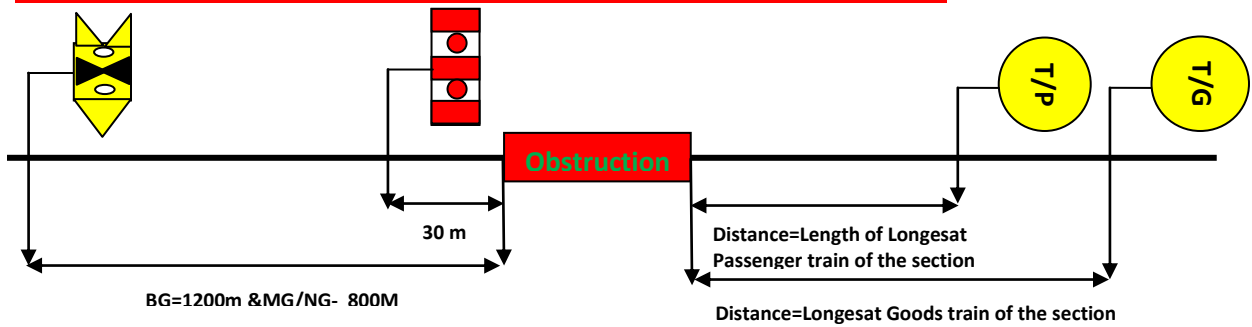 T/P
T/G
Obstruction
30 m
Distance=Length of Longesat
Passenger train of the section
BG=1200m &MG/NG- 800M
Distance=Longesat Goods train of the section